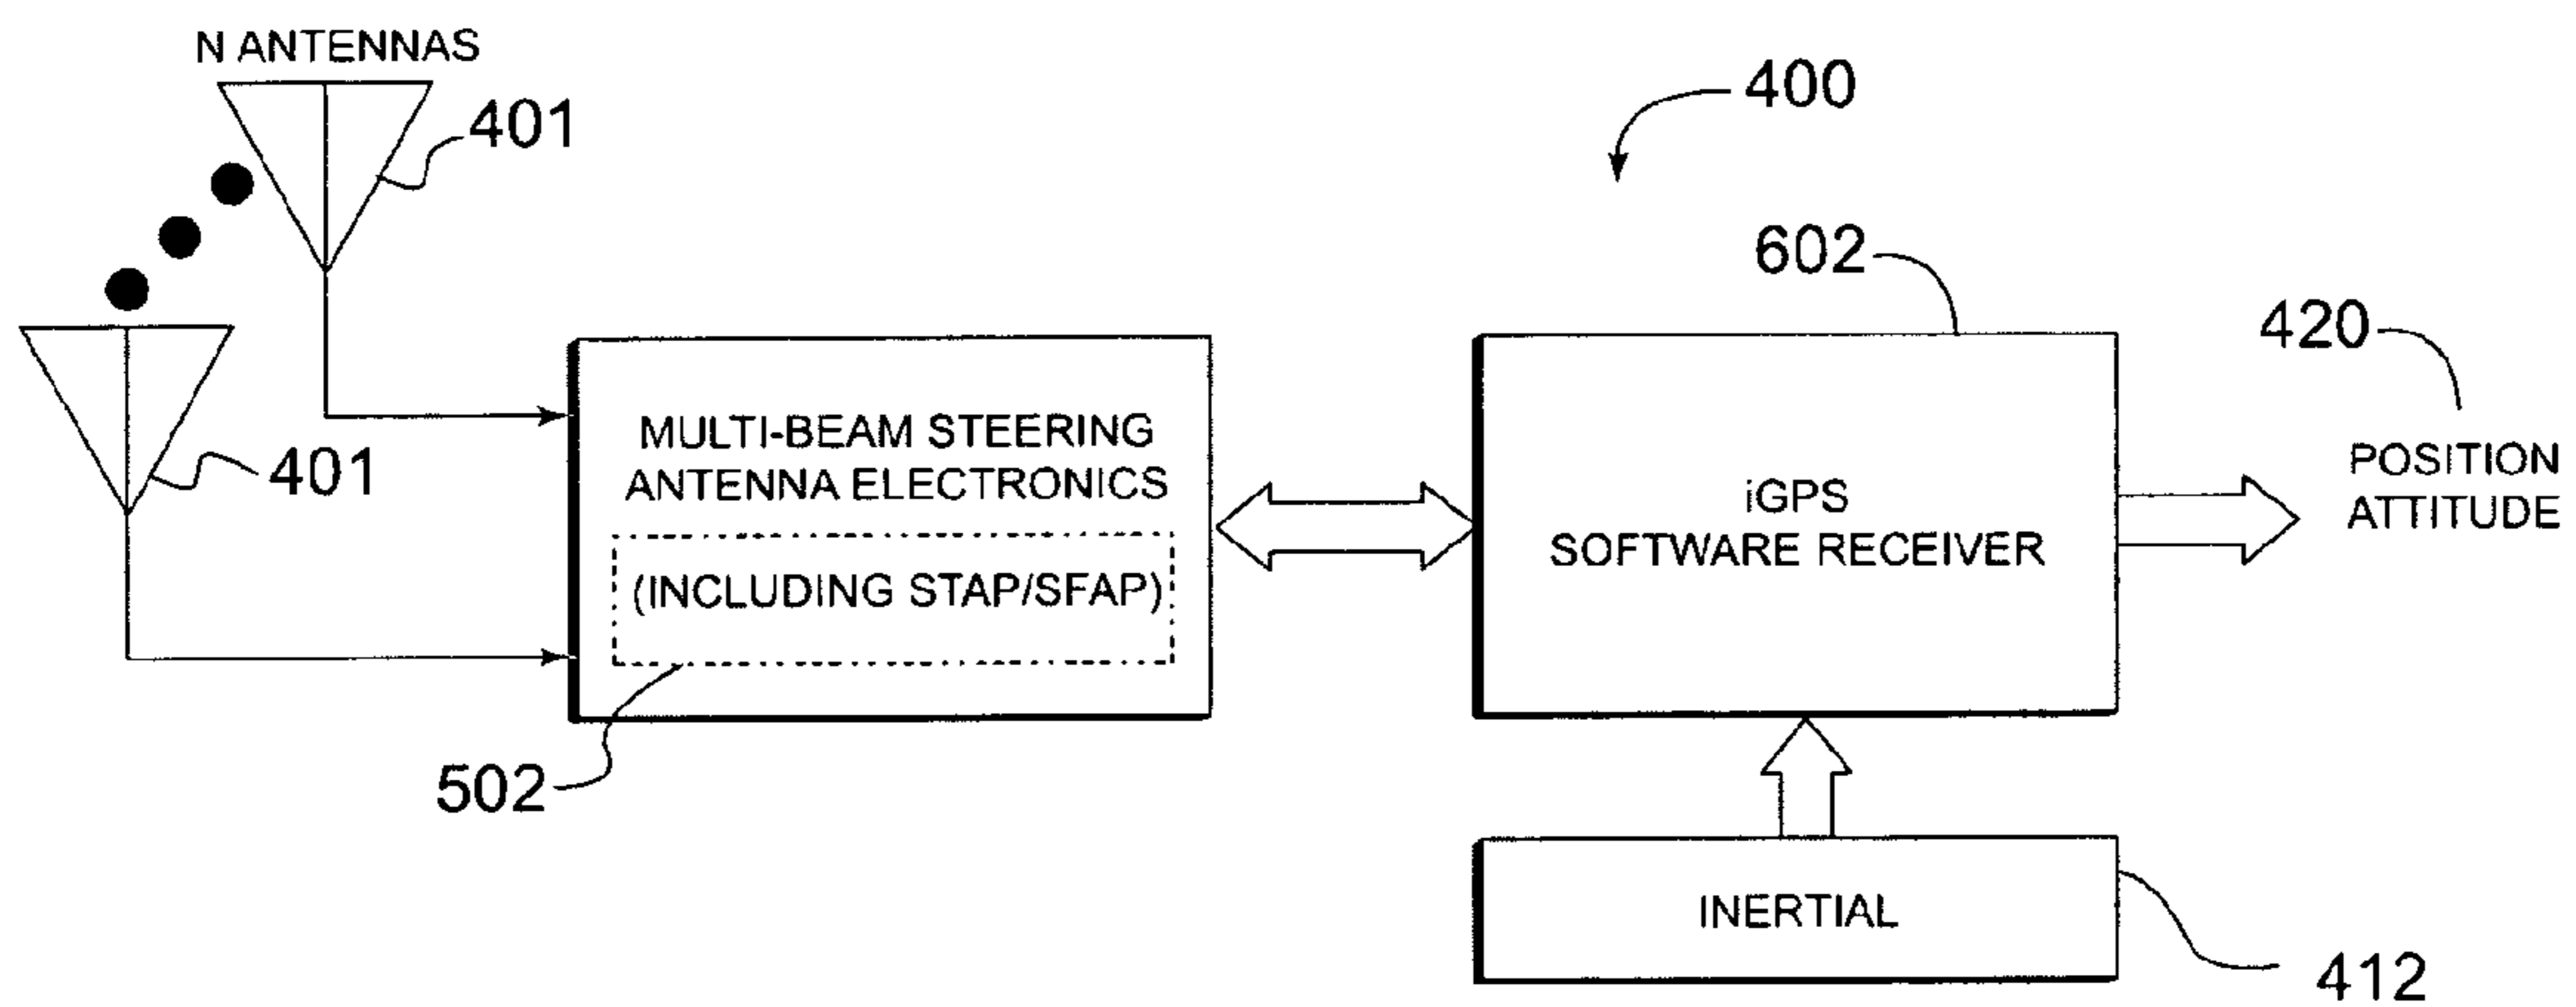 N ANTENNAS
401
400
602
420
401
MULTI-BEAM STEERING
ANTENNA ELECTRONICS
(INCLUDING STAP/SFAP)
iGPS
SOFTWARE RECEIVER
POSITION
ATTITUDE
502
INERTIAL
412